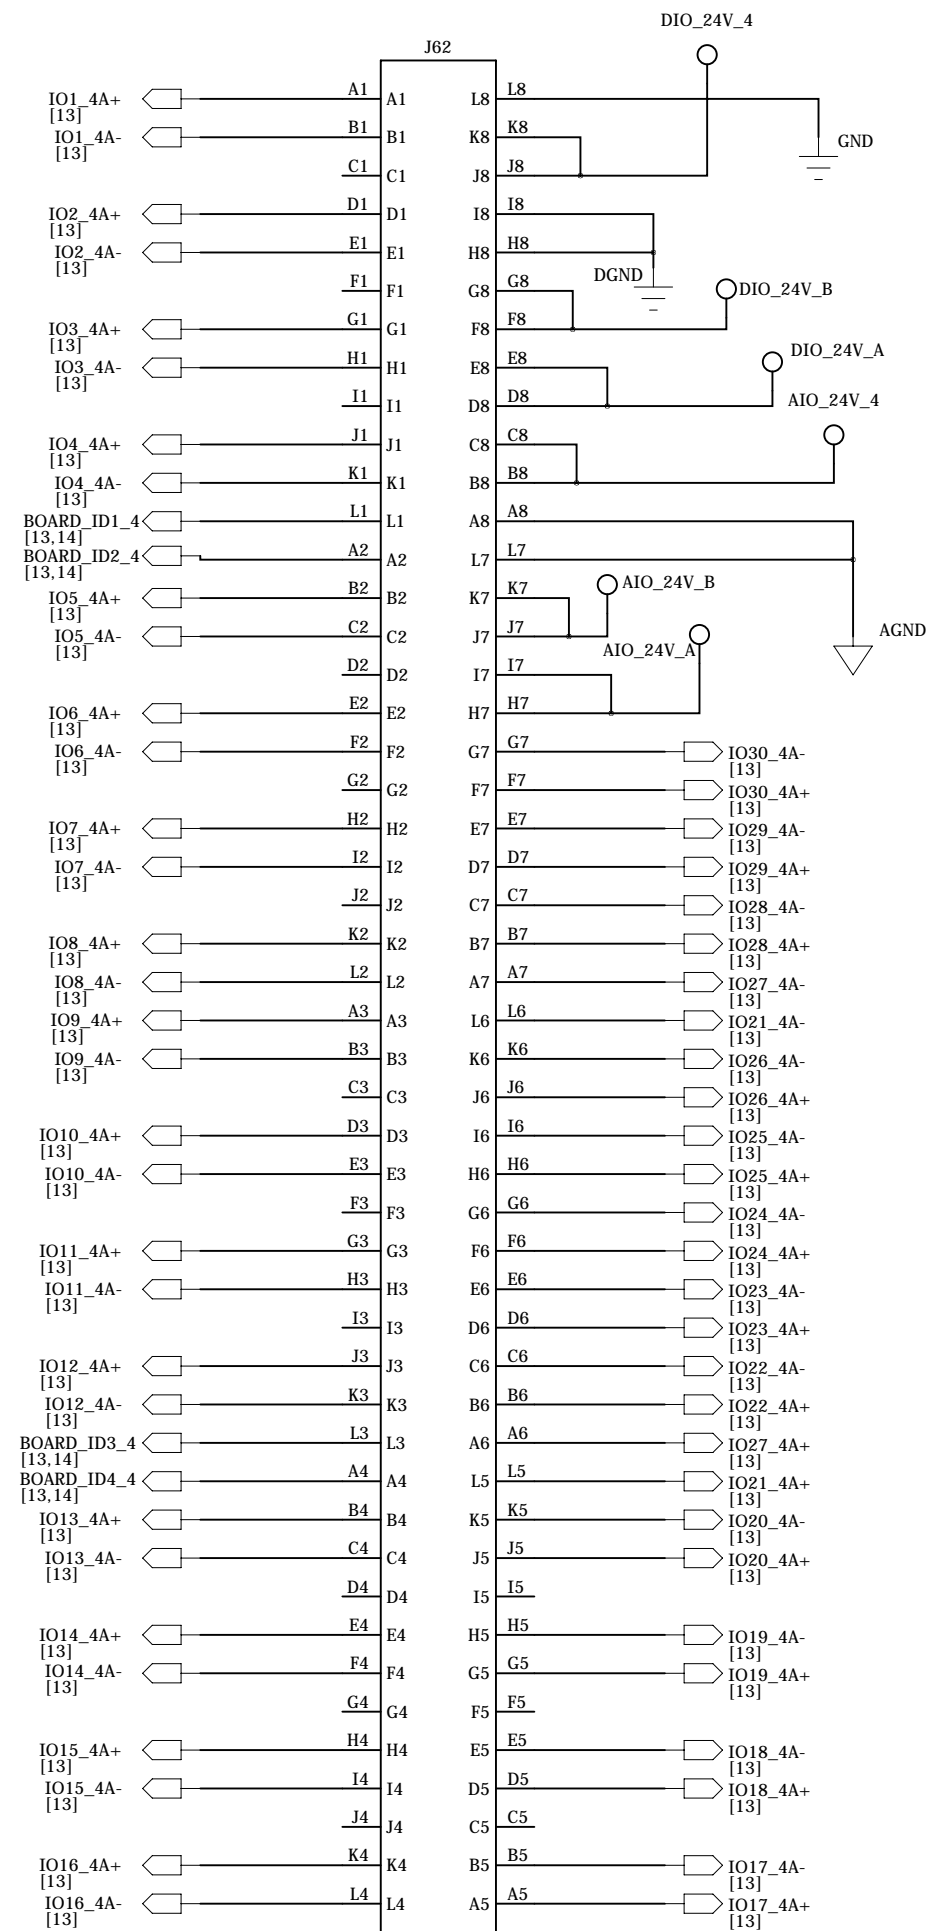 DIO_24V_4
J62
IO1_4A+ A1 A1 L8 L8
[13]
IO1_4A- B1 B1 K8 K8 GND
[13]
C1 C1 J8 J8
IO2_4A+ D1 D1 I8 I8
[13]
IO2_4A- E1 E1 H8 H8
[13] DGND
F1 F1 G8 G8 DIO_24V_B
IO3_4A+ G1 G1 F8 F8
[13] DIO_24V_A
IO3_4A- H1 H1 E8 E8
[13]
I1 I1 D8 D8 AIO_24V_4
IO4_4A+ J1 J1 C8 C8
[13]
IO4_4A- K1 K1 B8 B8
[13]
BOARD_ID1_4 L1 L1 A8 A8
[13,14]
BOARD_ID2_4 A2 A2 L7 L7
[13,14] AIO_24V_B
IO5_4A+ B2 B2 K7 K7
[13]
IO5_4A- C2 C2 J7 J7 AGND
[13] AIO_24V_A
D2 D2 I7 I7
IO6_4A+ E2 E2 H7 H7
[13]
IO6_4A- F2 F2 G7 G7 IO30_4A-
[13] [13]
G2 G2 F7 F7 IO30_4A+
[13]
IO7_4A+ H2 H2 E7 E7 IO29_4A-
[13] [13]
IO7_4A- I2 I2 D7 D7 IO29_4A+
[13] [13]
J2 J2 C7 C7 IO28_4A-
[13]
IO8_4A+ K2 K2 B7 B7 IO28_4A+
[13] [13]
IO8_4A- L2 L2 A7 A7 IO27_4A-
[13] [13]
IO9_4A+ A3 A3 L6 L6 IO21_4A-
[13] [13]
IO9_4A- B3 B3 K6 K6 IO26_4A-
[13] [13]
C3 C3 J6 J6 IO26_4A+
[13]
IO10_4A+ D3 D3 I6 I6 IO25_4A-
[13] [13]
IO10_4A- E3 E3 H6 H6 IO25_4A+
[13] [13]
F3 F3 G6 G6 IO24_4A-
[13]
IO11_4A+ G3 G3 F6 F6 IO24_4A+
[13] [13]
IO11_4A- H3 H3 E6 E6 IO23_4A-
[13] [13]
I3 I3 D6 D6 IO23_4A+
[13]
IO12_4A+ J3 J3 C6 C6 IO22_4A-
[13] [13]
IO12_4A- K3 K3 B6 B6 IO22_4A+
[13] [13]
BOARD_ID3_4 L3 L3 A6 A6 IO27_4A+
[13,14] [13]
BOARD_ID4_4 A4 A4 L5 L5 IO21_4A+
[13,14] [13]
IO13_4A+ B4 B4 K5 K5 IO20_4A-
[13] [13]
IO13_4A- C4 C4 J5 J5 IO20_4A+
[13] [13]
D4 D4 I5 I5
IO14_4A+ E4 E4 H5 H5 IO19_4A-
[13] [13]
IO14_4A- F4 F4 G5 G5 IO19_4A+
[13] [13]
G4 G4 F5 F5
IO15_4A+ H4 H4 E5 E5 IO18_4A-
[13] [13]
IO15_4A- I4 I4 D5 D5 IO18_4A+
[13] [13]
J4 J4 C5 C5
IO16_4A+ K4 K4 B5 B5 IO17_4A-
[13] [13]
IO16_4A- L4 L4 A5 A5 IO17_4A+
[13] [13]